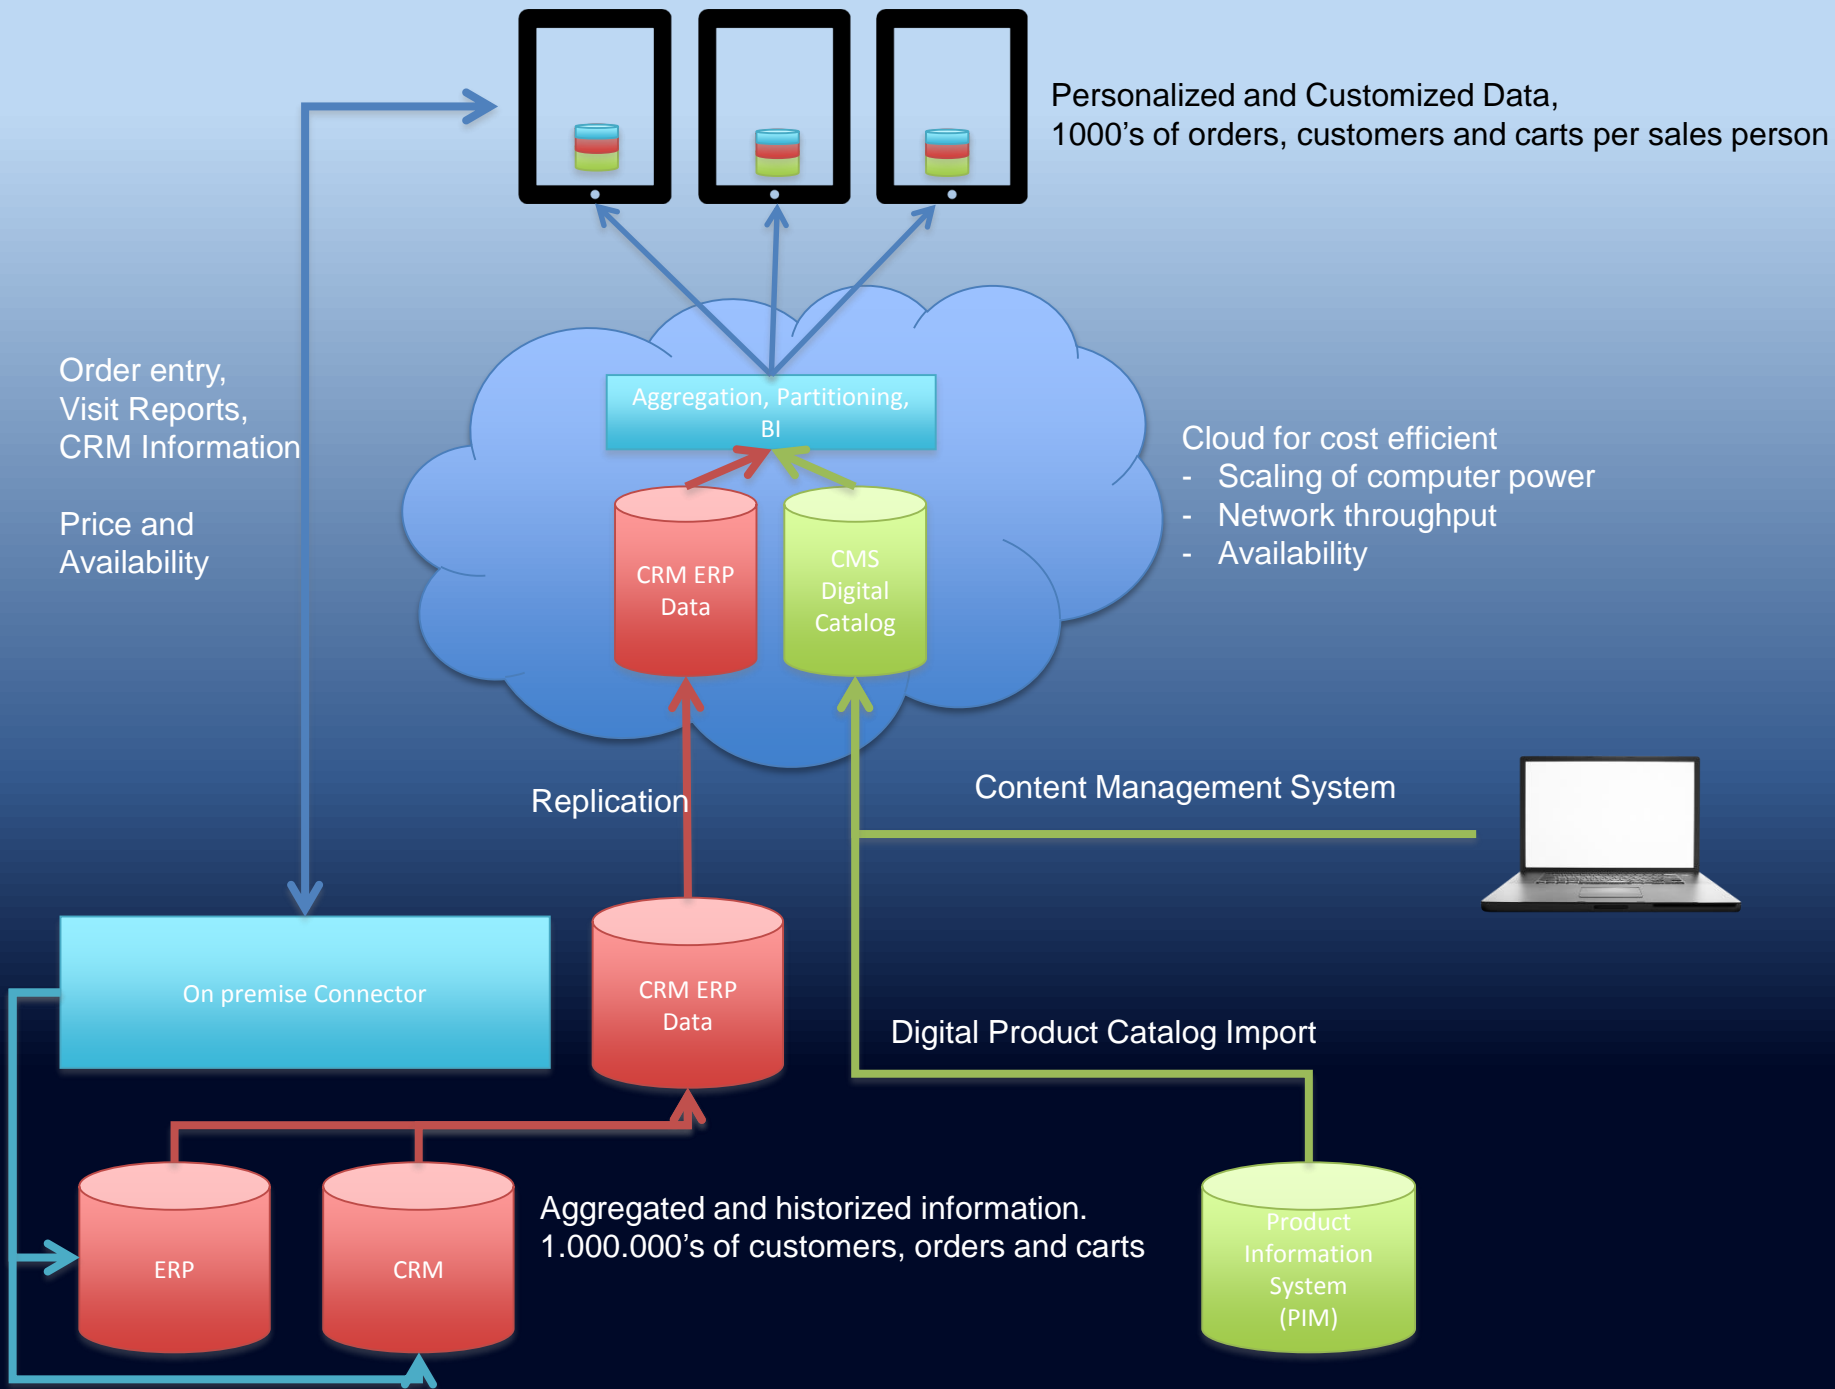 Personalized and Customized Data,
1000’s of orders, customers and carts per sales person
Order entry,
Visit Reports,
CRM Information
Price and
Availability
Aggregation, Partitioning,
BI
Cloud for cost efficient
- Scaling of computer power
- Network throughput
- Availability
CRM ERP
Data
CMS
Digital
Catalog
Replication
Content Management System
On premise Connector
CRM ERP
Data
Digital Product Catalog Import
ERP
CRM
Aggregated and historized information.
1.000.000’s of customers, orders and carts
Product
Information
System
(PIM)